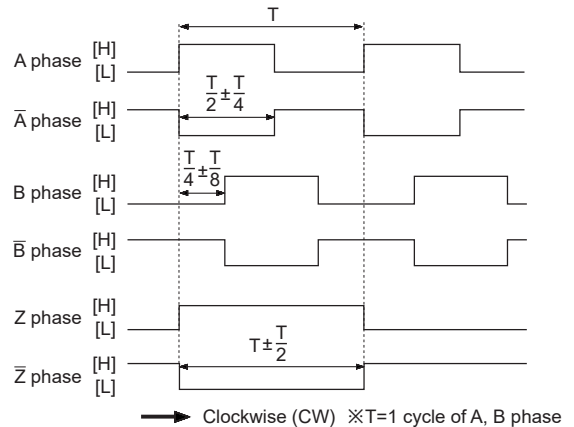 T
A phase [H]
[L]
T/2 ± T/4
A̅ phase [H]
[L]
T/4 ± T/8
B phase [H]
[L]
B̅ phase [H]
[L]
Z phase [H]
[L]
T ± T/2
Z̅ phase [H]
[L]
Clockwise (CW) ※T=1 cycle of A, B phase